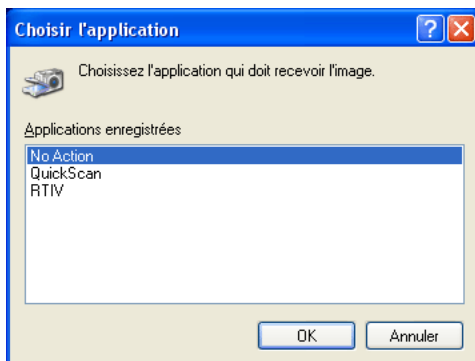 Choisir l'application
Choisissez l'application qui doit recevoir l'image.
Applications enregistrées
No Action
QuickScan
RTIV
OK
Annuler